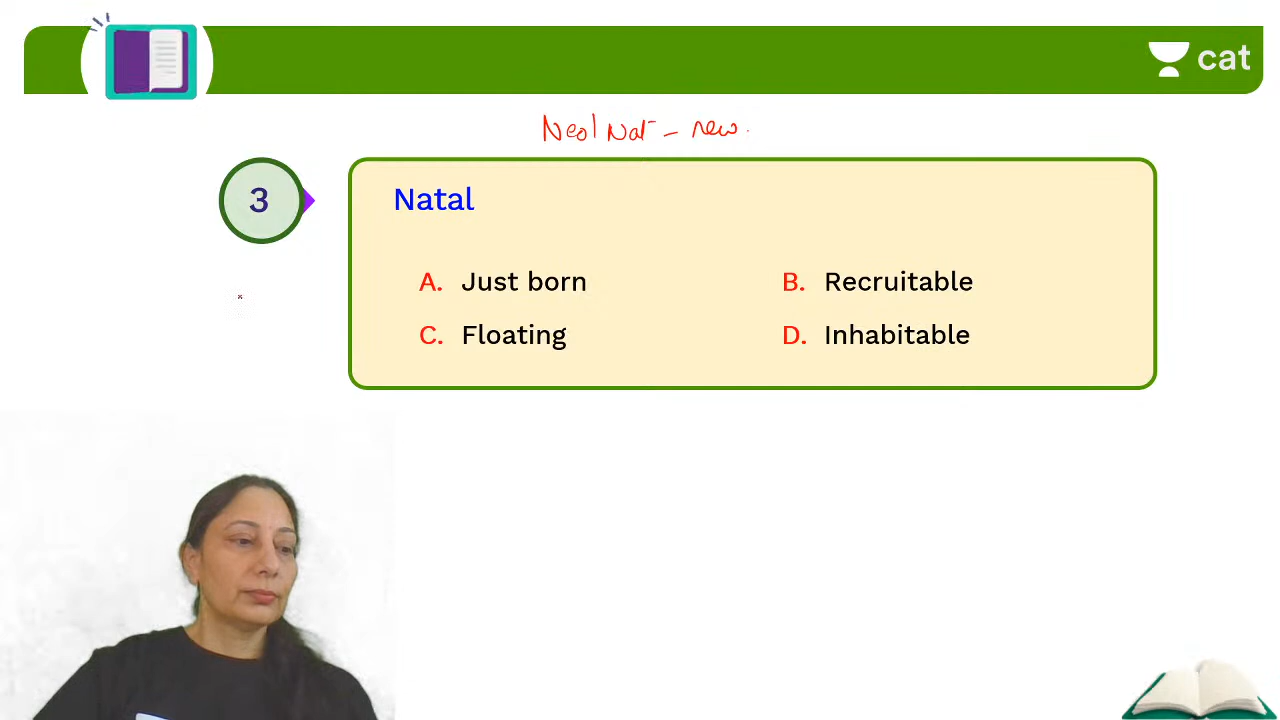 cat
Neo/Nat - new.
3
Natal
A. Just born
B. Recruitable
C. Floating
D. Inhabitable